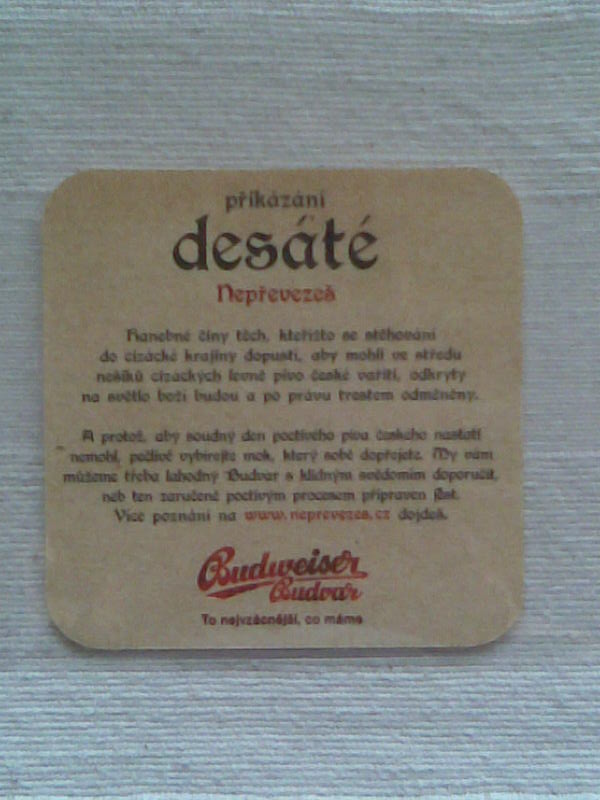 přikázání
desáté
Nepřevezeš
Hanebné činy těch, kteřížto se stěhování
do cizácké krajiny dopustí, aby mohli ve středu
nešiků cizáckých levné pivo české vařiti, odkryty
na světlo boží budou a po právu trestem odměněny.
A protož, aby soudný den poctivého piva českého nastati
nemohl, pečlivě vybírejte mok, který sobě dopřejete. My vám
můžeme třeba lahodný Budvar s klidným svědomím doporučit,
neb ten zaručeně poctivým procesem připraven jest.
Více poznání na www.neprevezes.cz dojdeš.
Budweiser
Budvar
To nejvzácnější, co máme